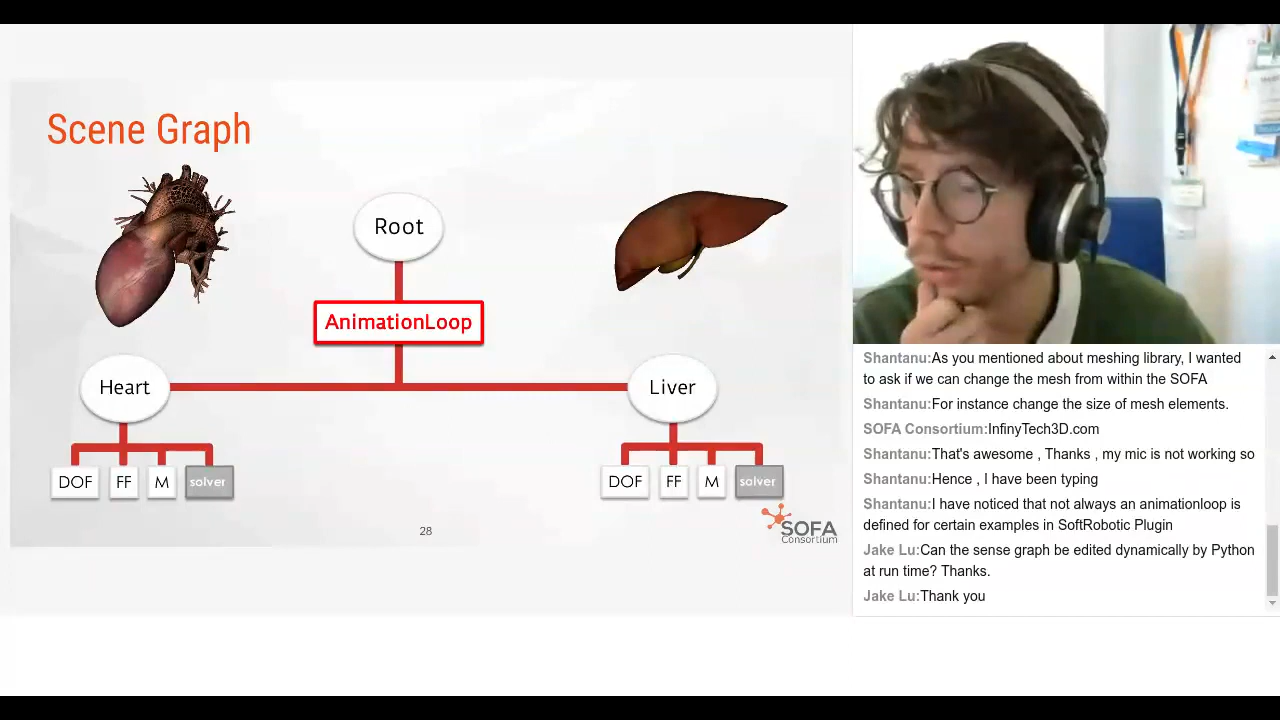 Scene Graph
Root
AnimationLoop
Heart
Liver
DOF
FF
M
solver
DOF
FF
M
solver
28
SOFA
Consortium
Shantanu:As you mentioned about meshing library, I wanted
to ask if we can change the mesh from within the SOFA
Shantanu:For instance change the size of mesh elements.
SOFA Consortium:InfinyTech3D.com
Shantanu:That's awesome , Thanks , my mic is not working so
Shantanu:Hence , I have been typing
Shantanu:I have noticed that not always an animationloop is
defined for certain examples in SoftRobotic Plugin
Jake Lu:Can the sense graph be edited dynamically by Python
at run time? Thanks.
Jake Lu:Thank you